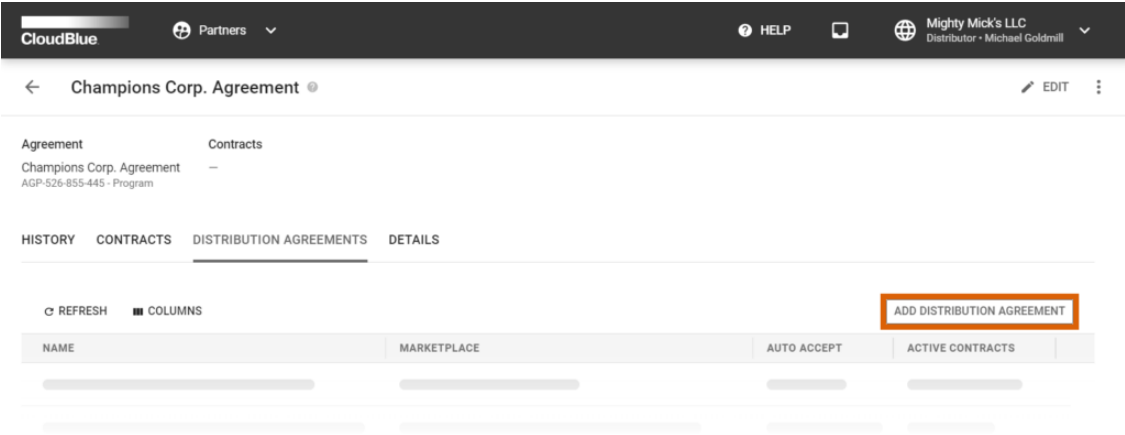 CloudBlue
Partners
HELP
Mighty Mick's LLC
Distributor • Michael Goldmill
Champions Corp. Agreement
EDIT
Agreement
Contracts
Champions Corp. Agreement
—
AGP-526-855-445 - Program
HISTORY
CONTRACTS
DISTRIBUTION AGREEMENTS
DETAILS
REFRESH
COLUMNS
ADD DISTRIBUTION AGREEMENT
NAME
MARKETPLACE
AUTO ACCEPT
ACTIVE CONTRACTS